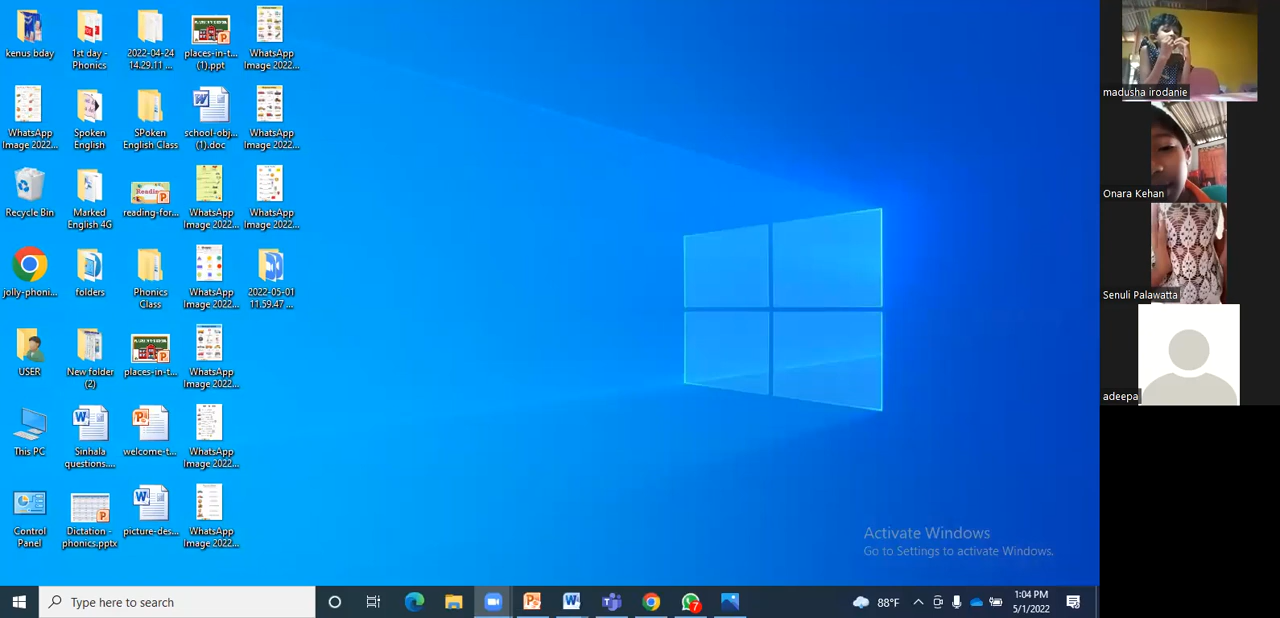 kenus bday
1st day -
Phonics
2022-04-24
14.29.11 ...
places-in-t...
(1).ppt
WhatsApp
Image 2022...
WhatsApp
Image 2022...
Spoken
English
SPoken
English Class
school-obj...
(1).doc
WhatsApp
Image 2022...
Recycle Bin
Marked
English 4G
reading-for...
WhatsApp
Image 2022...
WhatsApp
Image 2022...
jolly-phoni...
folders
Phonics
Class
WhatsApp
Image 2022...
2022-05-01
11.59.47 ...
USER
New folder
(2)
places-in-t...
WhatsApp
Image 2022...
This PC
Sinhala
questions....
welcome-t...
WhatsApp
Image 2022...
Control
Panel
Dictation -
phonics.pptx
picture-des...
WhatsApp
Image 2022...
Activate Windows
Go to Settings to activate Windows.
madusha irodanie
Onara Kehan
Senuli Palawatta
adeepa
Type here to search
7
88°F
1:04 PM
5/1/2022